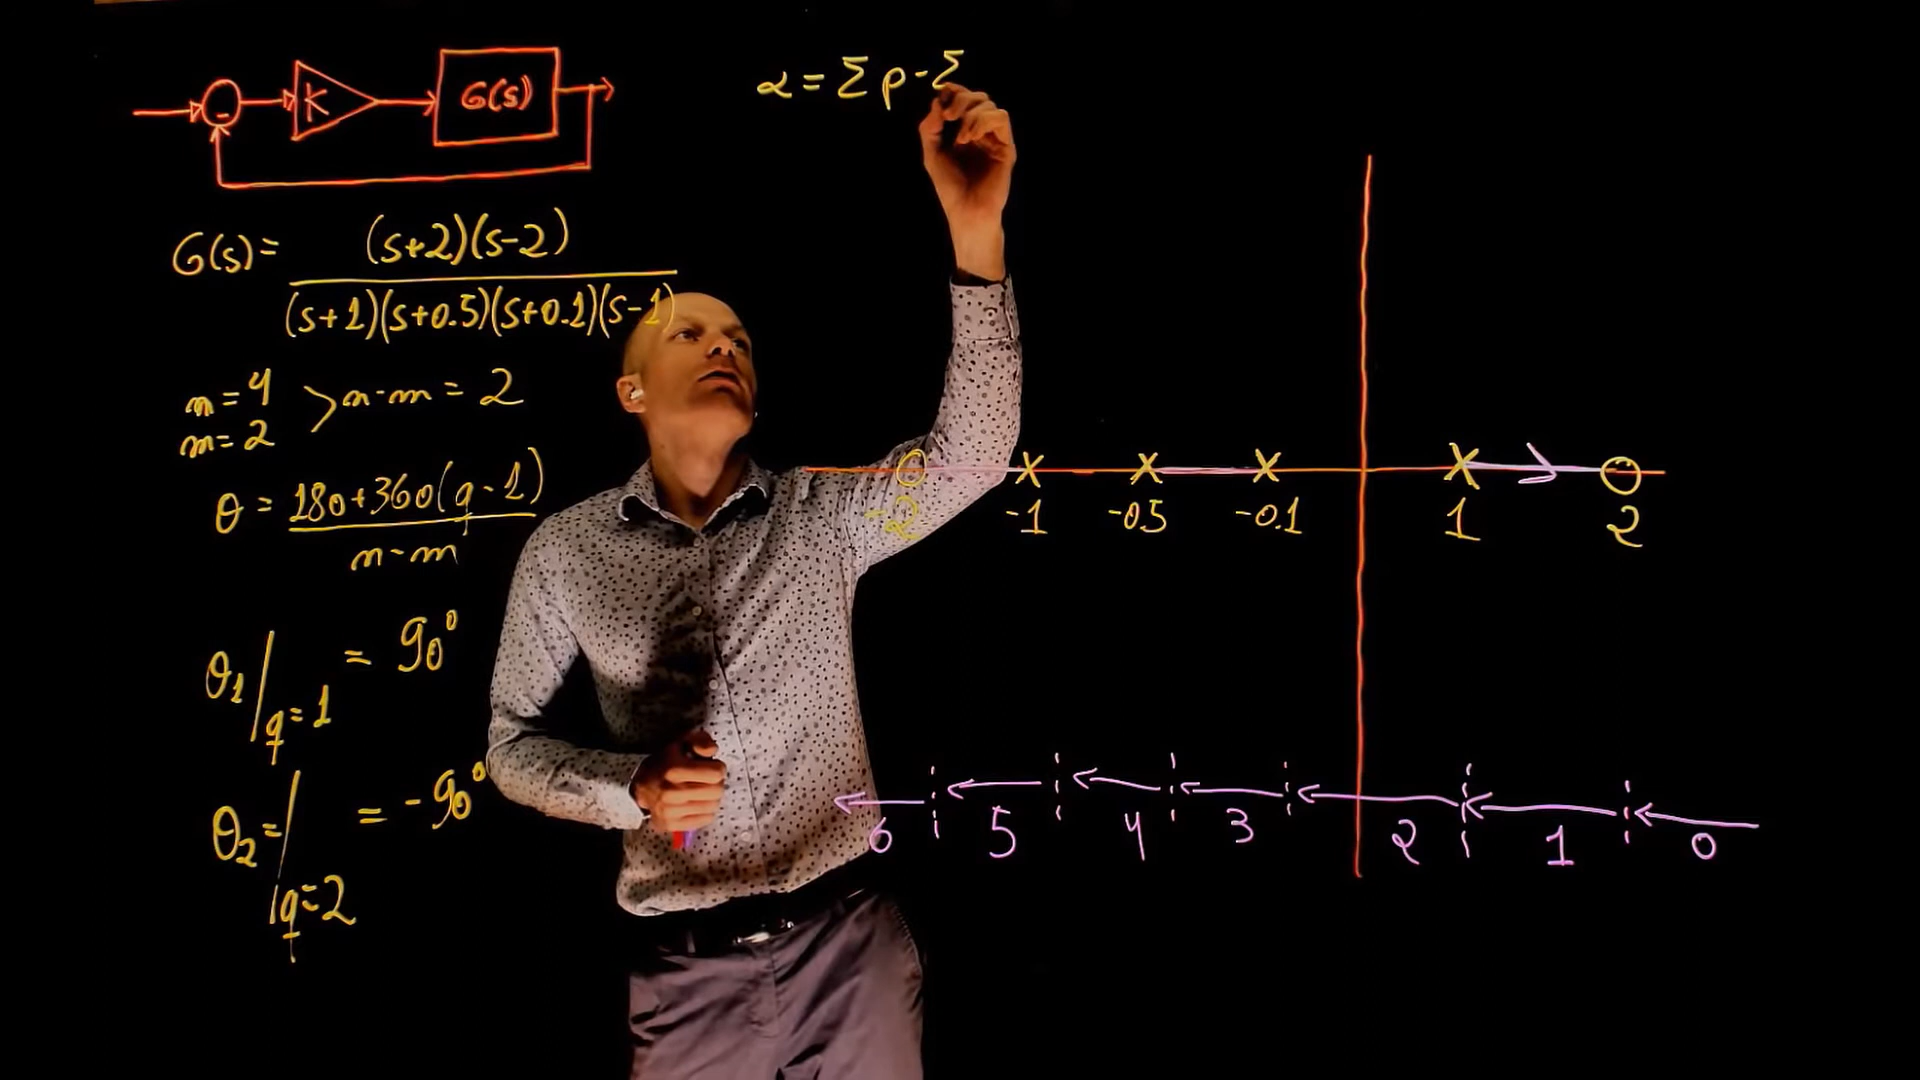 K
G(s)
-
α = Σ p - Σ
G(s) = (s+2)(s-2)
(s+1)(s+0.5)(s+0.1)(s-1)
n = 4
m = 2
> n-m = 2
θ = 180+360(q-1)
n-m
θ1/q=1 = 90°
θ2=/q=2 = -90°
-2 -1 -0.5 -0.1 1 2
6 5 4 3 2 1 0